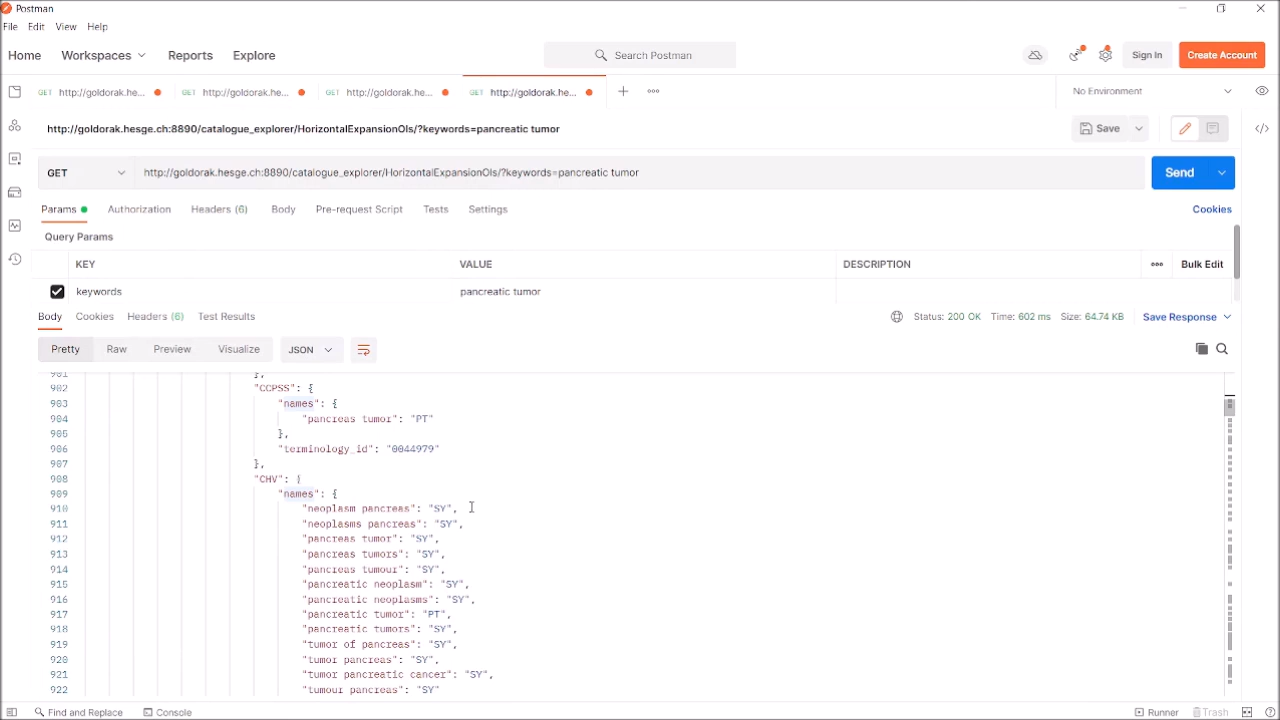 Postman
File Edit View Help
Home Workspaces Reports Explore Search Postman Sign In Create Account
GET http://goldorak.he... GET http://goldorak.he... GET http://goldorak.he... GET http://goldorak.he... No Environment
http://goldorak.hesge.ch:8890/catalogue_explorer/HorizontalExpansionOls/?keywords=pancreatic tumor Save
GET http://goldorak.hesge.ch:8890/catalogue_explorer/HorizontalExpansionOls/?keywords=pancreatic tumor Send
Params Authorization Headers (6) Body Pre-request Script Tests Settings Cookies
Query Params
KEY VALUE DESCRIPTION Bulk Edit
keywords pancreatic tumor
Body Cookies Headers (6) Test Results Status: 200 OK Time: 602 ms Size: 64.74 KB Save Response
Pretty Raw Preview Visualize JSON
901 },
902 "CCPSS": {
903 "names": {
904 "pancreas tumor": "PT"
905 },
906 "terminology_id": "0044979"
907 },
908 "CHV": {
909 "names": {
910 "neoplasm pancreas": "SY",
911 "neoplasms pancreas": "SY",
912 "pancreas tumor": "SY",
913 "pancreas tumors": "SY",
914 "pancreas tumour": "SY",
915 "pancreatic neoplasm": "SY",
916 "pancreatic neoplasms": "SY",
917 "pancreatic tumor": "PT",
918 "pancreatic tumors": "SY",
919 "tumor of pancreas": "SY",
920 "tumor pancreas": "SY",
921 "tumor pancreatic cancer": "SY",
922 "tumour pancreas": "SY"
Find and Replace Console Runner Trash